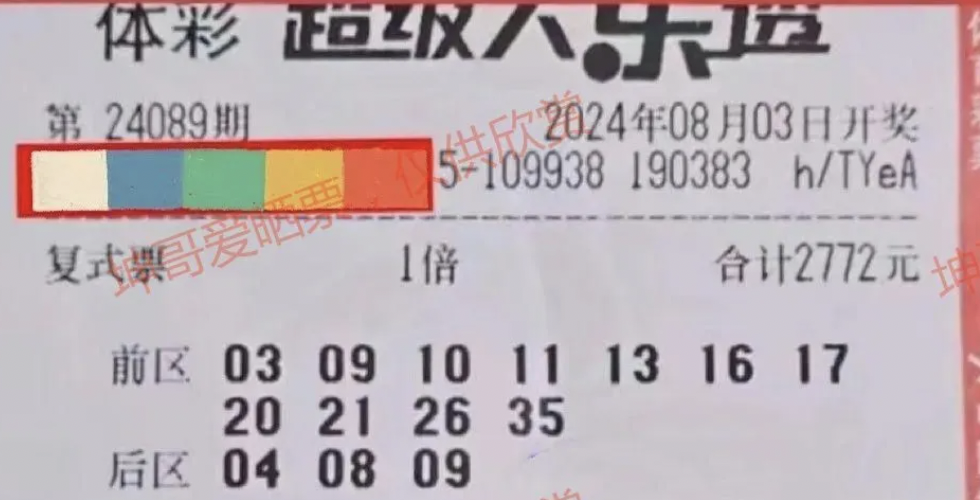 体彩 超级大乐透
第 24089期 2024年08月03日开奖
5-109938 190383 h/TYeA
复式票 1倍 合计2772元
前区 03 09 10 11 13 16 17
20 21 26 35
后区 04 08 09
坤哥爱晒票,仅供欣赏
坤